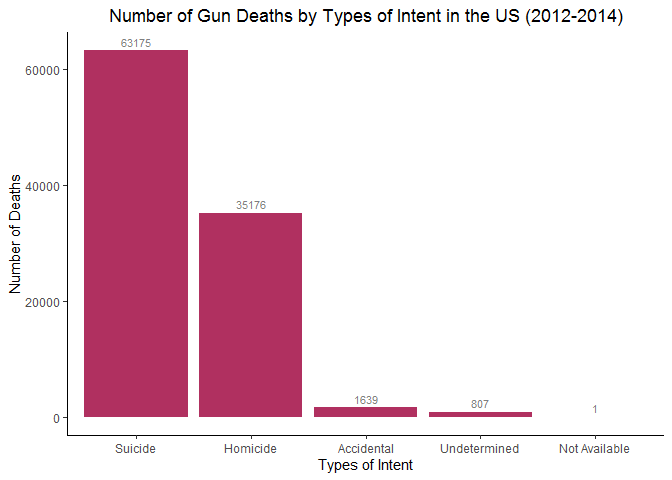 Number of Gun Deaths by Types of Intent in the US (2012-2014)
63175
60000
40000
35176
20000
1639
807
1
0
Number of Deaths
Suicide Homicide Accidental Undetermined Not Available
Types of Intent